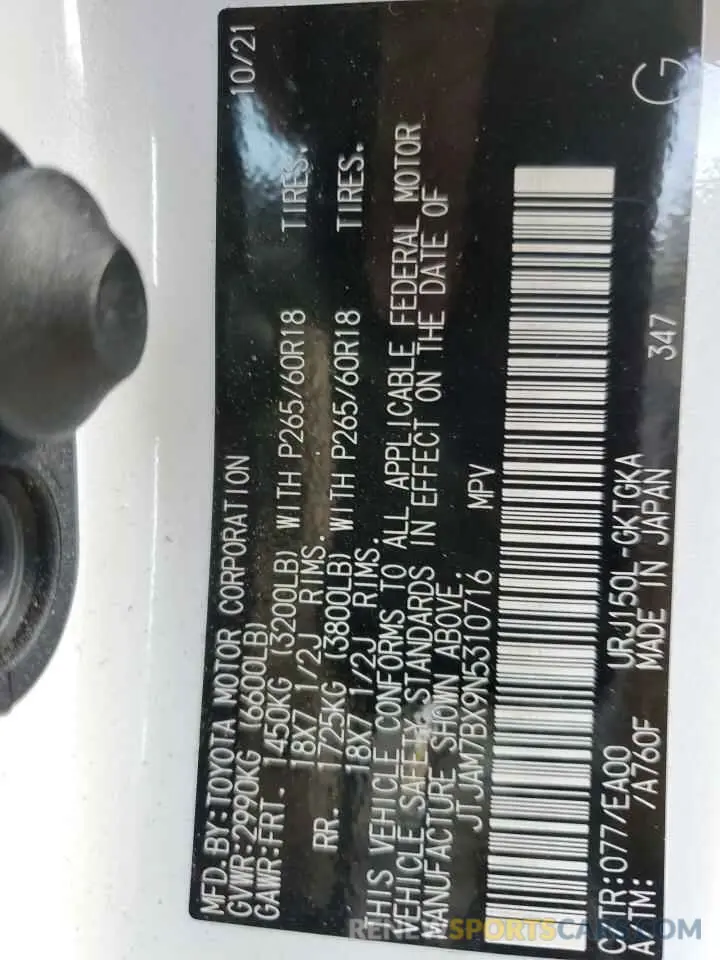 MFD.BY:TOYOTA MOTOR CORPORATION 10/21
GVWR:2990KG (6600LB)
GAWR:FRT. 1450KG (3200LB) WITH P265/60R18 TIRES.
18X7 1/2J RIMS.
RR. 1725KG (3800LB) WITH P265/60R18 TIRES.
18X7 1/2J RIMS.
THIS VEHICLE CONFORMS TO ALL APPLICABLE FEDERAL MOTOR
VEHICLE SAFETY STANDARDS IN EFFECT ON THE DATE OF
MANUFACTURE SHOWN ABOVE.
JTJAM7BX9N5310716 MPV
C/TR:077/EA00 URJ150L-GKTGKA 347 G
A/TM: /A760F MADE IN JAPAN
RENEWSPORTSCARS.COM